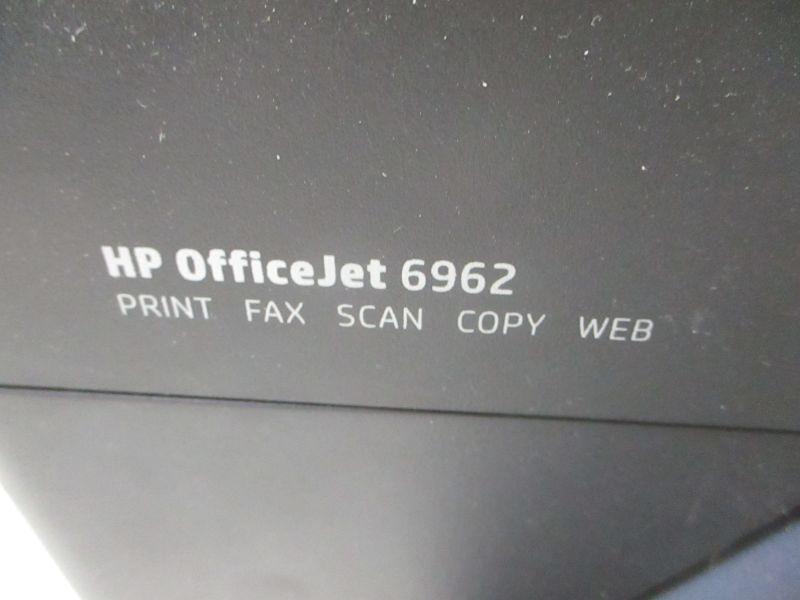 HP OfficeJet 6962
PRINT FAX SCAN COPY WEB